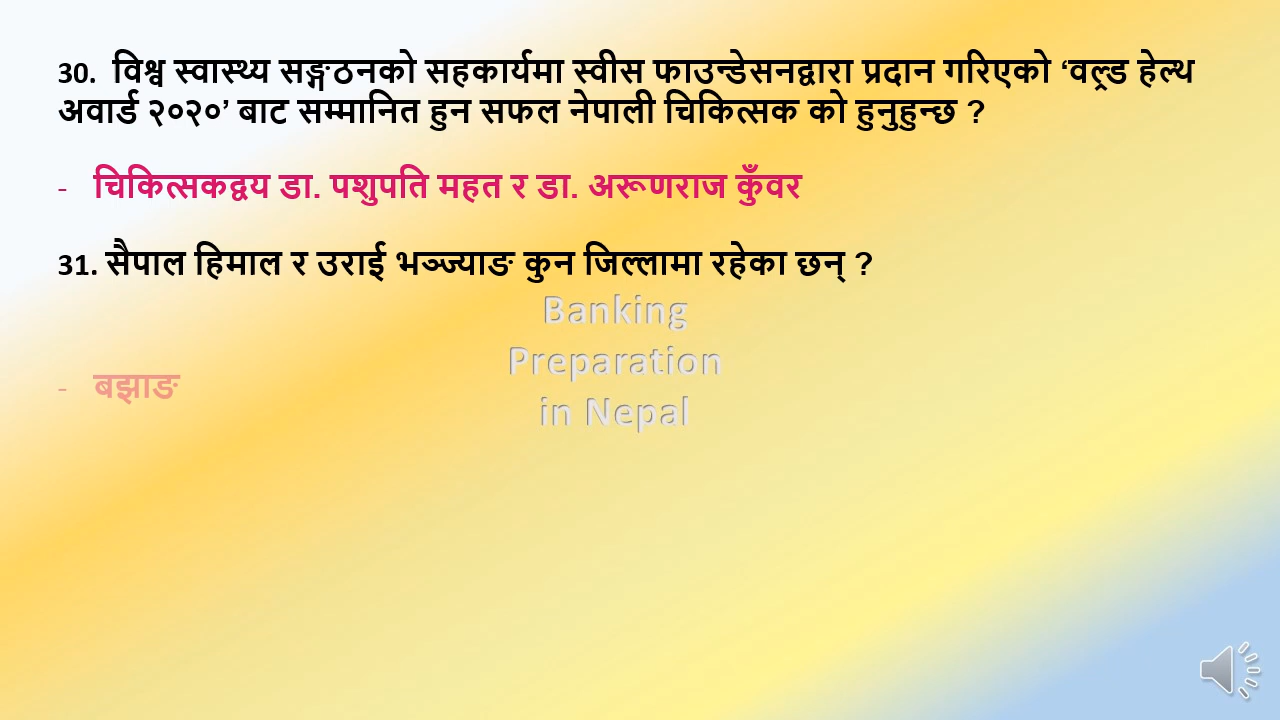 30. विश्व स्वास्थ्य सङ्गठनको सहकार्यमा स्वीस फाउन्डेसनद्वारा प्रदान गरिएको ‘वल्र्ड हेल्थ
अवार्ड २०२०’ बाट सम्मानित हुन सफल नेपाली चिकित्सक को हुनुहुन्छ ?
- चिकित्सकद्वय डा. पशुपति महत र डा. अरूणराज कुँवर
31. सैपाल हिमाल र उराई भञ्ज्याङ कुन जिल्लामा रहेका छन् ?
Banking
Preparation
- बझाङ
in Nepal